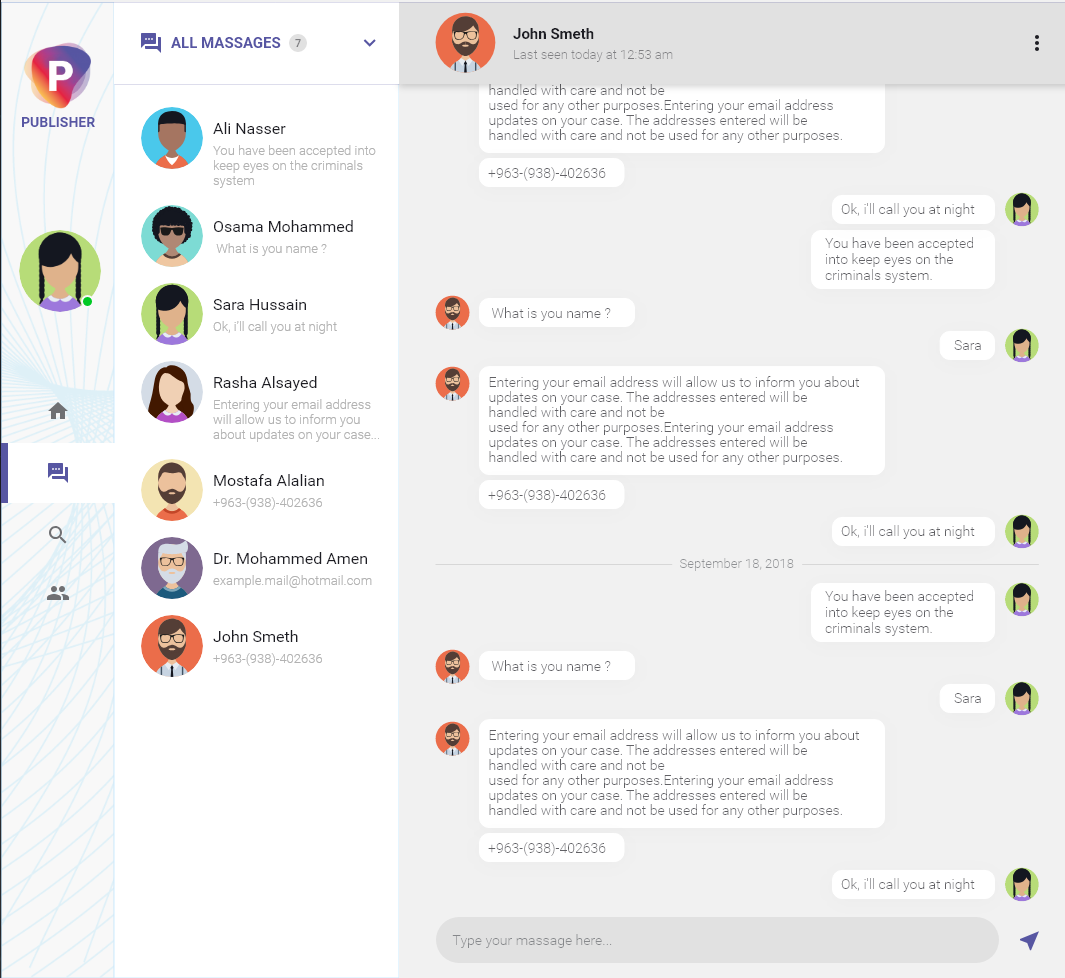 P
PUBLISHER
ALL MASSAGES 7
Ali Nasser
You have been accepted into
keep eyes on the criminals
system
Osama Mohammed
What is you name ?
Sara Hussain
Ok, i'll call you at night
Rasha Alsayed
Entering your email address
will allow us to inform you
about updates on your case...
Mostafa Alalian
+963-(938)-402636
Dr. Mohammed Amen
example.mail@hotmail.com
John Smeth
+963-(938)-402636
John Smeth
Last seen today at 12:53 am
handled with care and not be
used for any other purposes.Entering your email address
updates on your case. The addresses entered will be
handled with care and not be used for any other purposes.
+963-(938)-402636
Ok, i'll call you at night
You have been accepted
into keep eyes on the
criminals system.
What is you name ?
Sara
Entering your email address will allow us to inform you about
updates on your case. The addresses entered will be
handled with care and not be
used for any other purposes.Entering your email address
updates on your case. The addresses entered will be
handled with care and not be used for any other purposes.
+963-(938)-402636
Ok, i'll call you at night
September 18, 2018
You have been accepted
into keep eyes on the
criminals system.
What is you name ?
Sara
Entering your email address will allow us to inform you about
updates on your case. The addresses entered will be
handled with care and not be
used for any other purposes.Entering your email address
updates on your case. The addresses entered will be
handled with care and not be used for any other purposes.
+963-(938)-402636
Ok, i'll call you at night
Type your massage here...